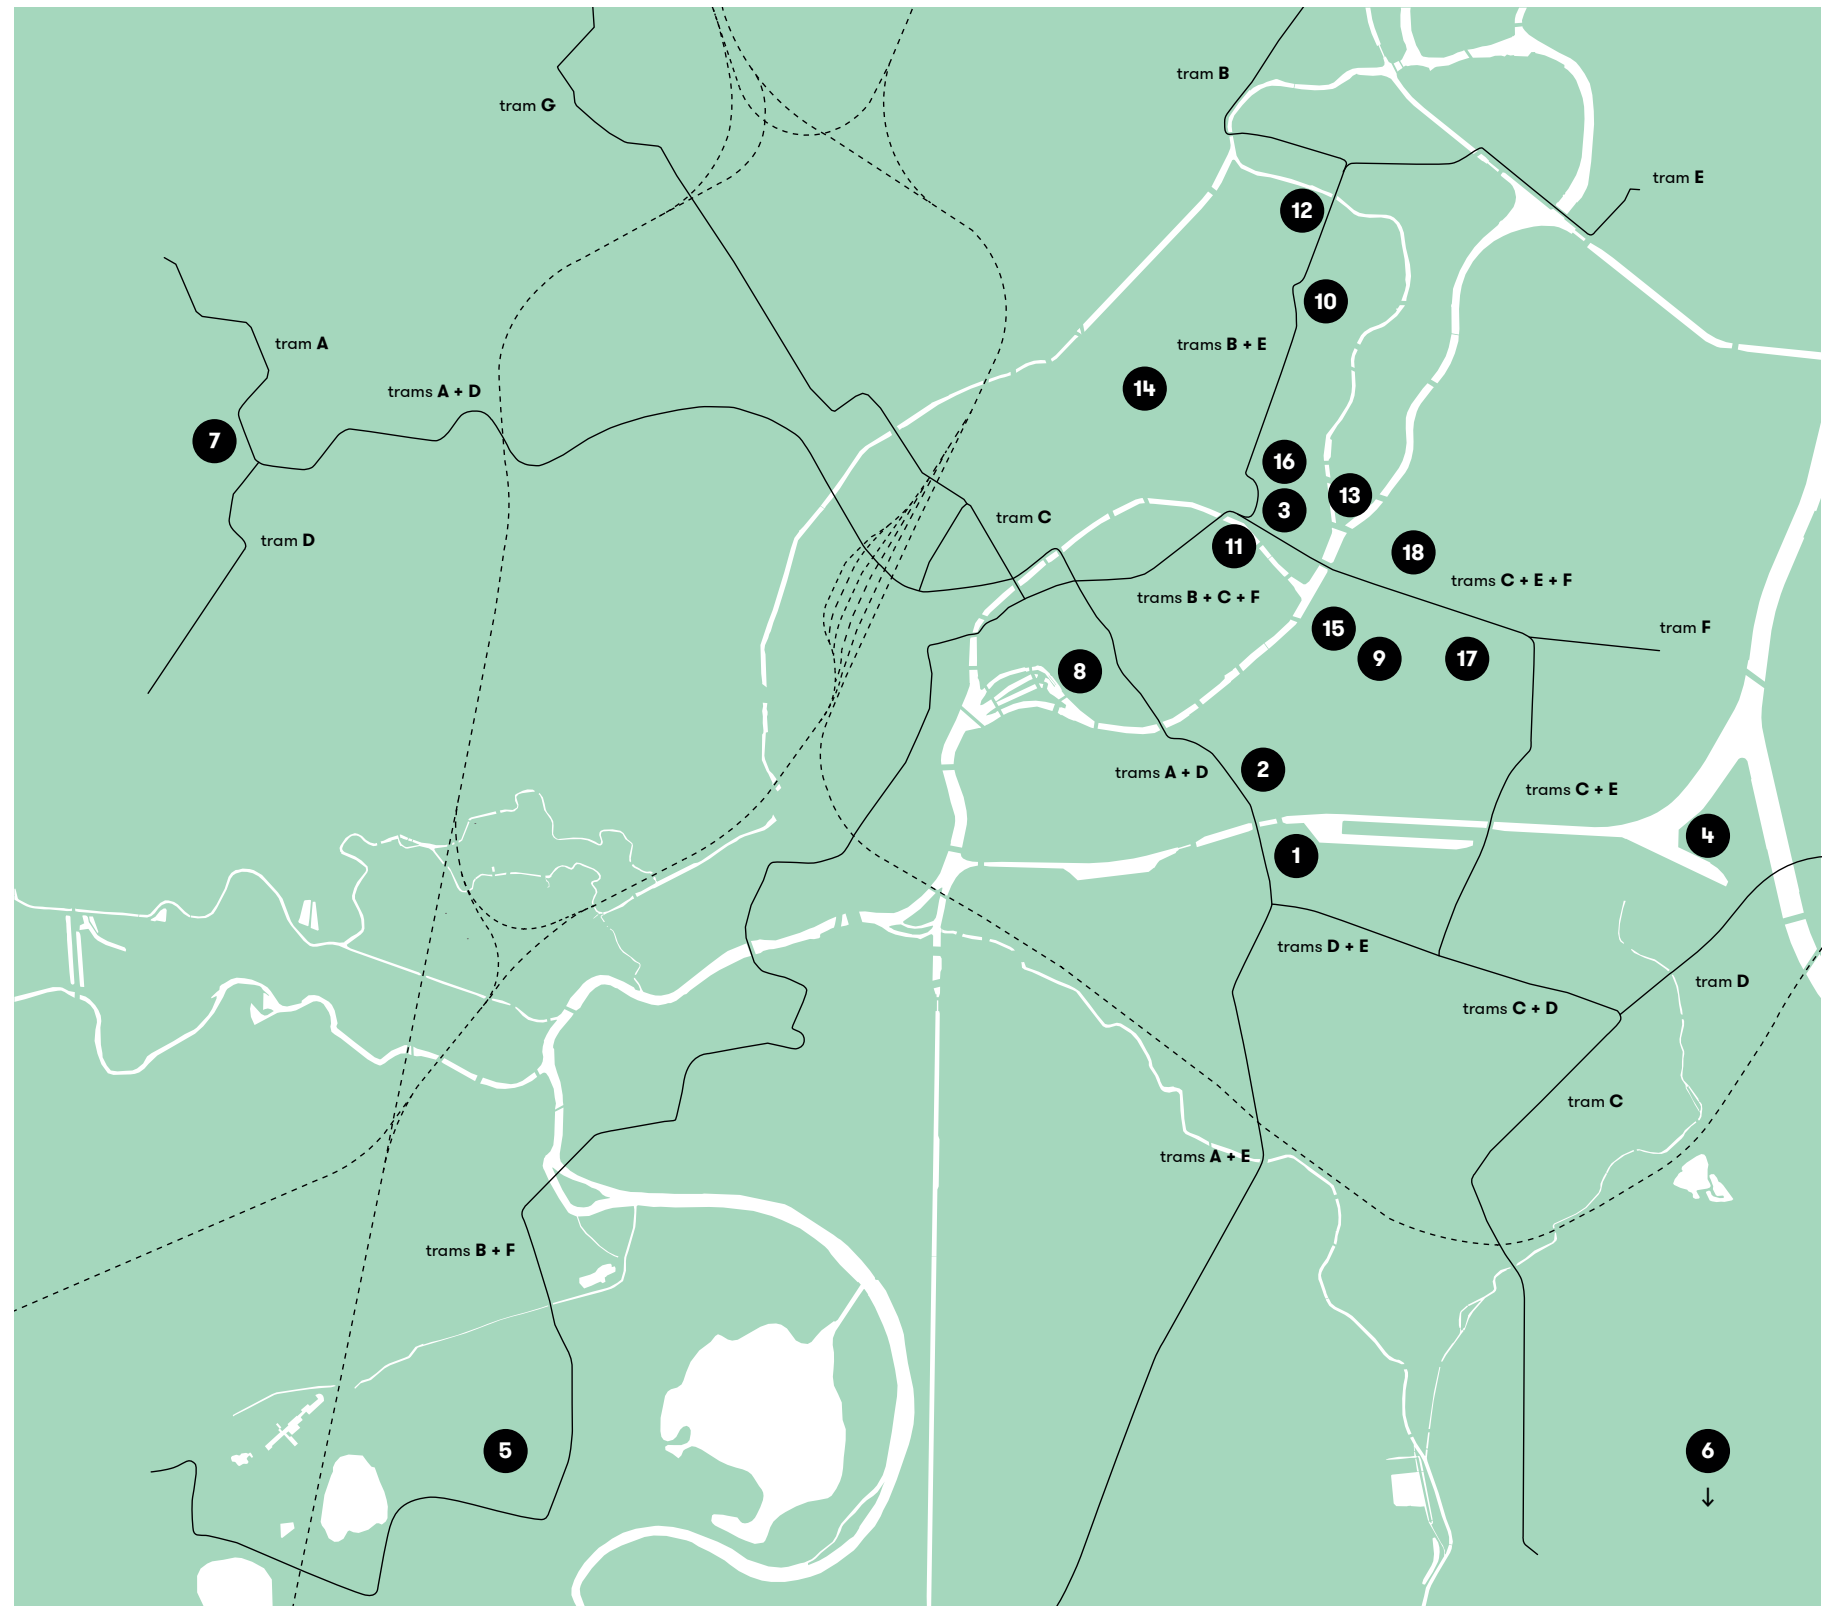 tram B
tram G
tram E
12
10
tram A
trams B + E
trams A + D
14
7
16
13
3
tram C
tram D
11
18
trams C + E + F
trams B + C + F
15
tram F
9
17
8
2
trams A + D
trams C + E
4
1
trams D + E
tram D
trams C + D
tram C
trams A + E
trams B + F
5
6
↓